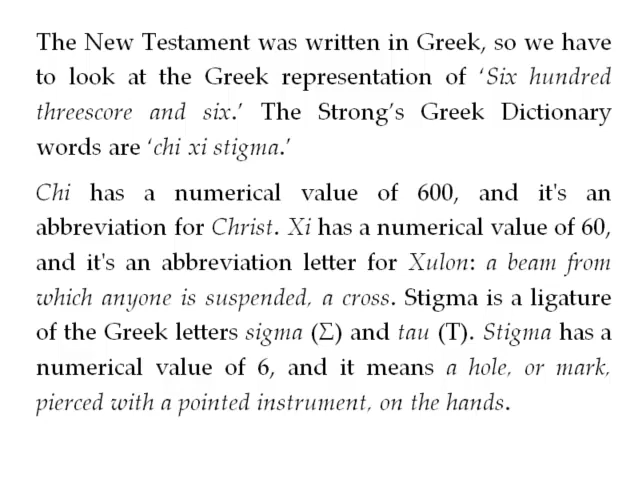 The New Testament was written in Greek, so we have
to look at the Greek representation of ‘Six hundred
threescore and six.’ The Strong’s Greek Dictionary
words are ‘chi xi stigma.’
Chi has a numerical value of 600, and it's an
abbreviation for Christ. Xi has a numerical value of 60,
and it's an abbreviation letter for Xulon: a beam from
which anyone is suspended, a cross. Stigma is a ligature
of the Greek letters sigma (Σ) and tau (T). Stigma has a
numerical value of 6, and it means a hole, or mark,
pierced with a pointed instrument, on the hands.